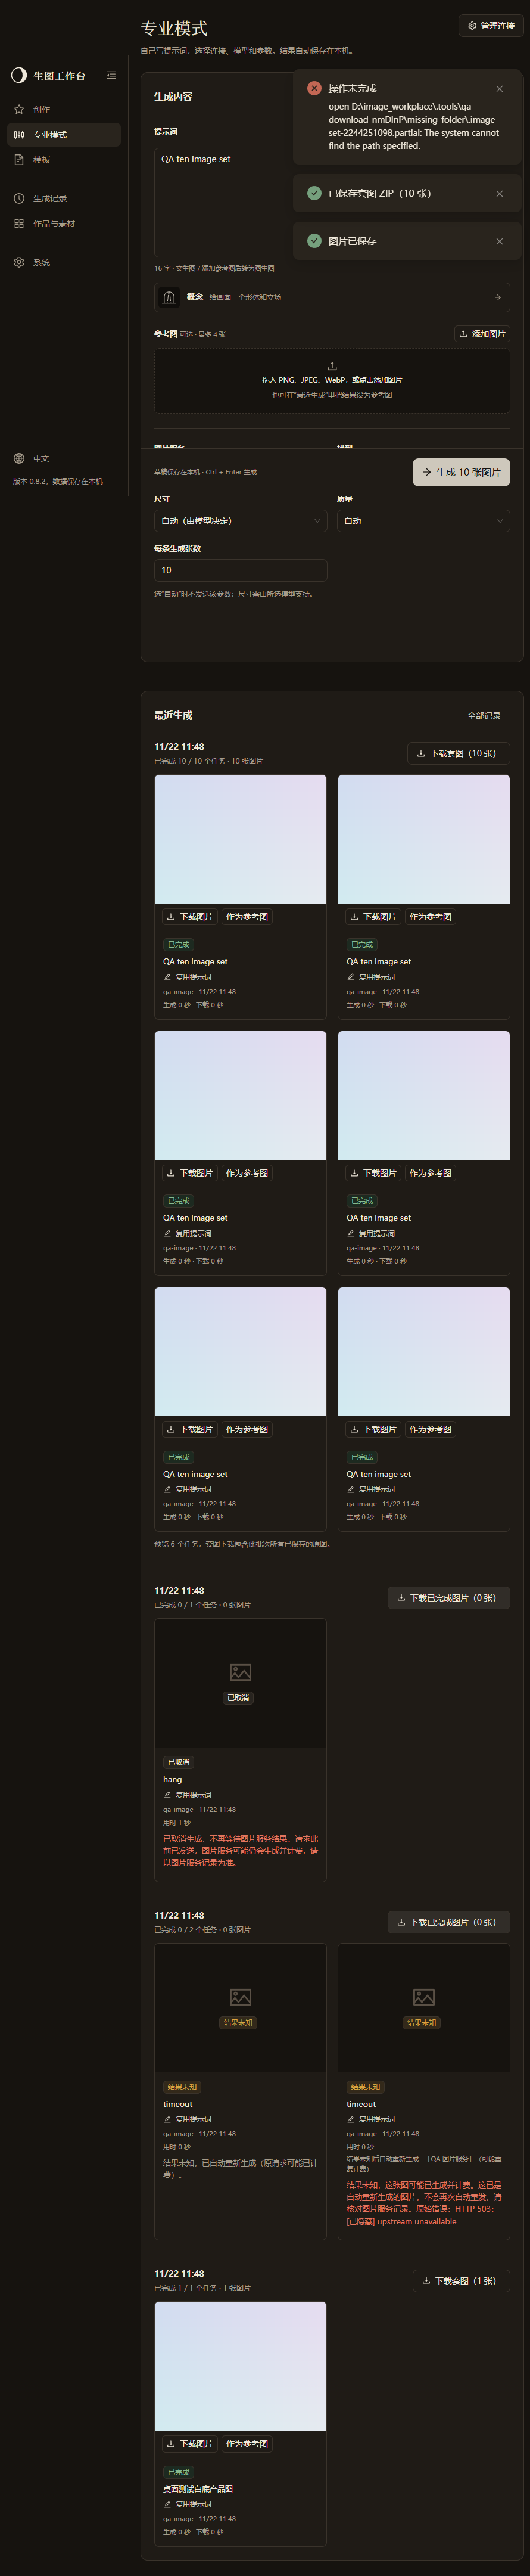 生图工作台
创作
专业模式
模板
生成记录
作品与素材
系统
中文
版本 0.8.2，数据保存在本机
专业模式
管理连接
自己写提示词，选择连接、模型和参数。结果自动保存在本机。
生成内容
操作未完成
open D:\image_workplace\.tools\qa-
download-nmDlnP\missing-folder\.image-
set-2244251098.partial: The system cannot
find the path specified.
已保存套图 ZIP（10 张）
图片已保存
提示词
QA ten image set
16 字 · 文生图 / 添加参考图后转为图生图
概念 给画面一个形体和立场
参考图 可选 · 最多 4 张
添加图片
拖入 PNG、JPEG、WebP，或点击添加图片
也可在"最近生成"里把结果设为参考图
草稿保存在本机 · Ctrl + Enter 生成
生成 10 张图片
尺寸
质量
自动（由模型决定）
自动
每条生成张数
10
选"自动"时不发送该参数；尺寸需由所选模型支持。
最近生成
全部记录
11/22 11:48
已完成 10 / 10 个任务 · 10 张图片
下载套图（10 张）
下载图片 作为参考图
已完成
QA ten image set
复用提示词
qa-image · 11/22 11:48
生成 0 秒 · 下载 0 秒
下载图片 作为参考图
已完成
QA ten image set
复用提示词
qa-image · 11/22 11:48
生成 0 秒 · 下载 0 秒
下载图片 作为参考图
已完成
QA ten image set
复用提示词
qa-image · 11/22 11:48
生成 0 秒 · 下载 0 秒
下载图片 作为参考图
已完成
QA ten image set
复用提示词
qa-image · 11/22 11:48
生成 0 秒 · 下载 0 秒
下载图片 作为参考图
已完成
QA ten image set
复用提示词
qa-image · 11/22 11:48
生成 0 秒 · 下载 0 秒
下载图片 作为参考图
已完成
QA ten image set
复用提示词
qa-image · 11/22 11:48
生成 0 秒 · 下载 0 秒
预览 6 个任务，套图下载包含此批次所有已保存的原图。
11/22 11:48
已完成 0 / 1 个任务 · 0 张图片
下载已完成图片（0 张）
已取消
已取消
hang
复用提示词
qa-image · 11/22 11:48
用时 1 秒
已取消生成，不再等待图片服务结果。请求此
前已发送，图片服务可能仍会生成并计费，请
以图片服务记录为准。
11/22 11:48
已完成 0 / 2 个任务 · 0 张图片
下载已完成图片（0 张）
结果未知
结果未知
timeout
复用提示词
qa-image · 11/22 11:48
用时 0 秒
结果未知，已自动重新生成（原请求可能已计
费）。
结果未知
结果未知
timeout
复用提示词
qa-image · 11/22 11:48
用时 0 秒
结果未知后自动重新生成 · 「QA 图片服务」（可能重
复计费）
结果未知，这张图可能已生成并计费。这已是
自动重新生成的图片，不会再次自动重发，请
核对图片服务记录。原始错误：HTTP 503：
[已隐藏] upstream unavailable
11/22 11:48
已完成 1 / 1 个任务 · 1 张图片
下载套图（1 张）
下载图片 作为参考图
已完成
桌面测试白底产品图
复用提示词
qa-image · 11/22 11:48
生成 0 秒 · 下载 0 秒